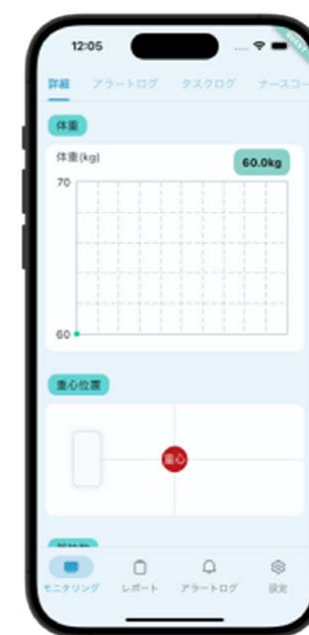 12:05
詳細 アラートログ タスクログ ナースコー
体重
体重(kg)
60.0kg
70
60
重心位置
重心
モニタリング レポート アラートログ 設定